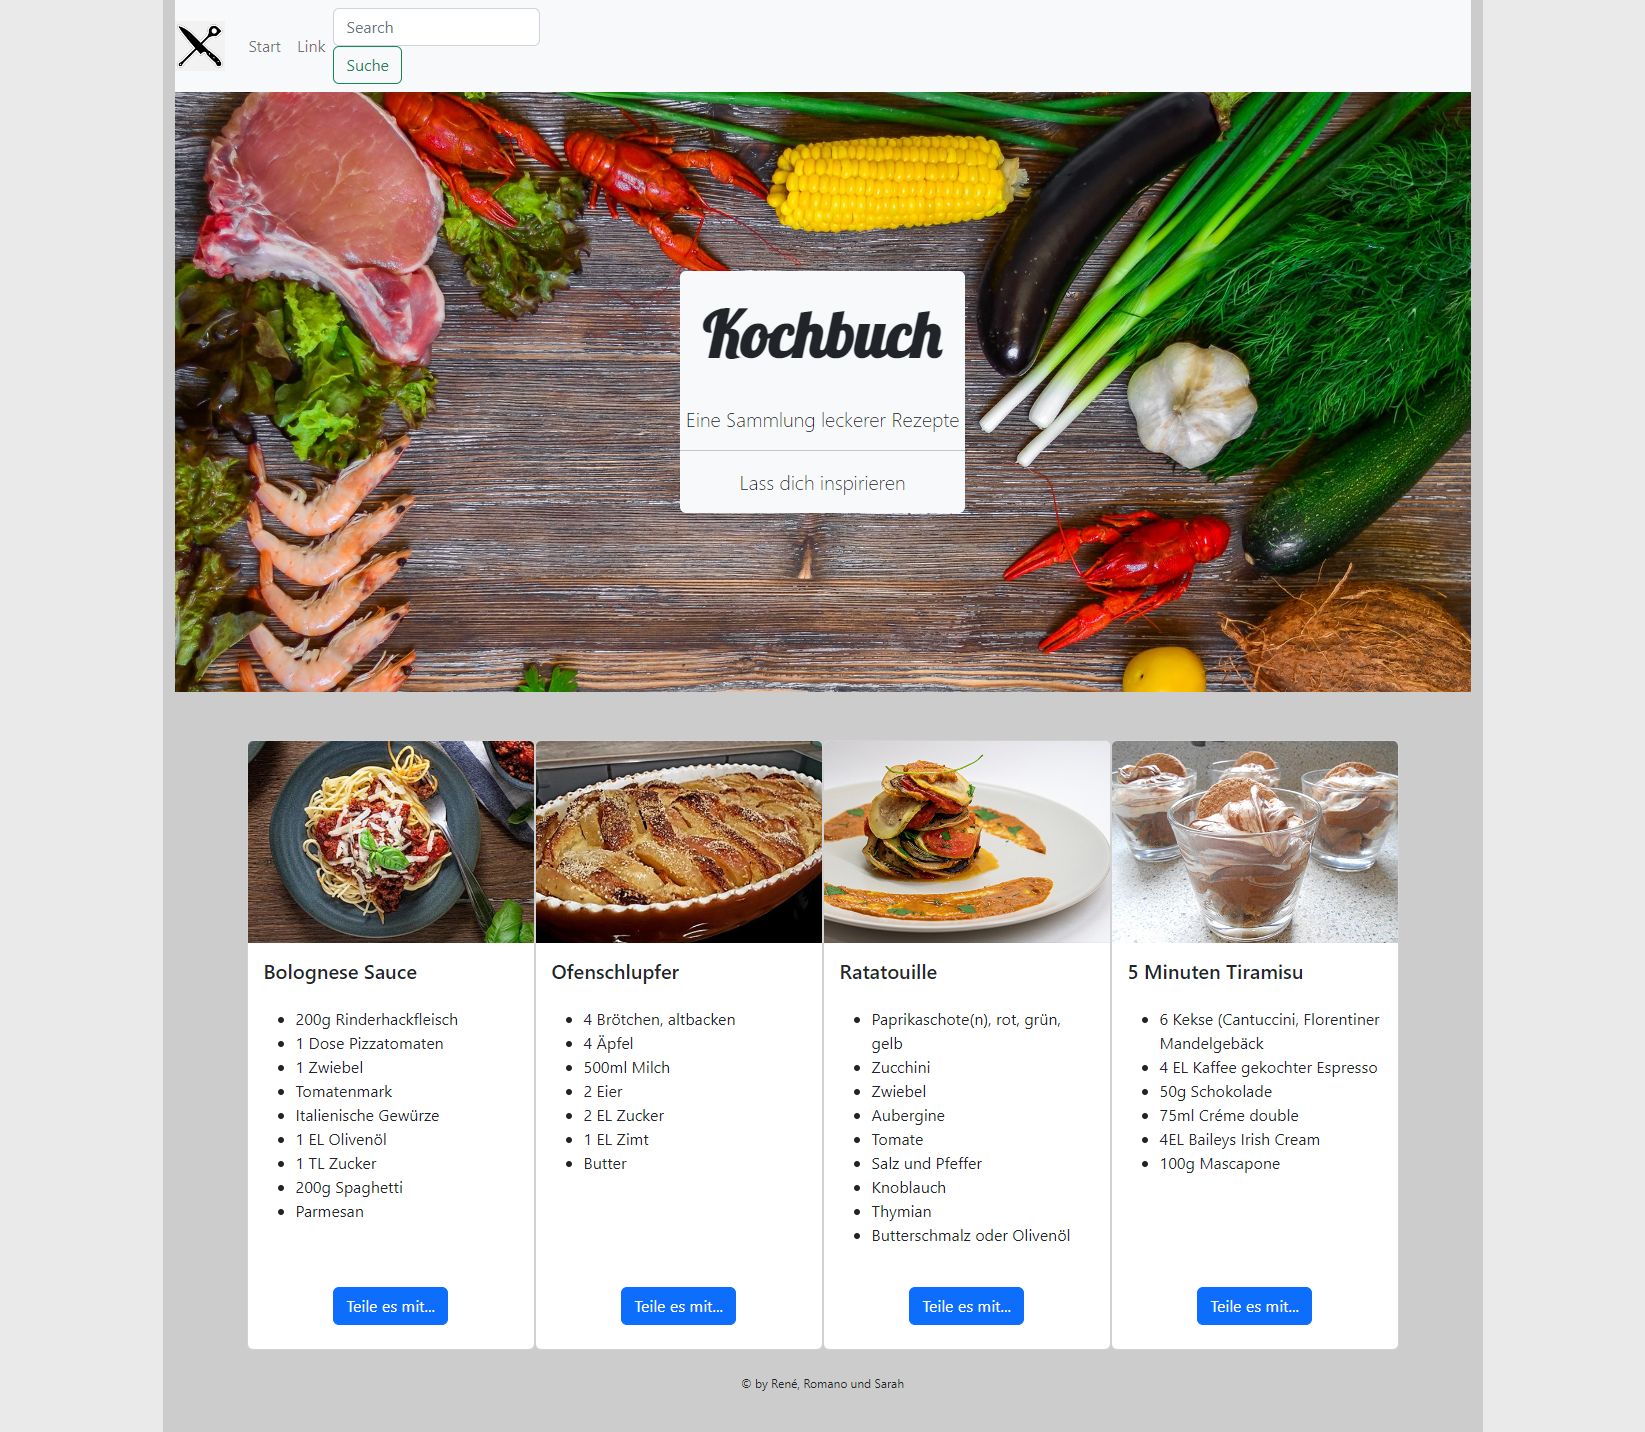 Start Link Search
Suche
Kochbuch
Eine Sammlung leckerer Rezepte
Lass dich inspirieren
Bolognese Sauce
200g Rinderhackfleisch
1 Dose Pizzatomaten
1 Zwiebel
Tomatenmark
Italienische Gewürze
1 EL Olivenöl
1 TL Zucker
200g Spaghetti
Parmesan
Teile es mit...
Ofenschlupfer
4 Brötchen, altbacken
4 Äpfel
500ml Milch
2 Eier
2 EL Zucker
1 EL Zimt
Butter
Teile es mit...
Ratatouille
Paprikaschote(n), rot, grün,
gelb
Zucchini
Zwiebel
Aubergine
Tomate
Salz und Pfeffer
Knoblauch
Thymian
Butterschmalz oder Olivenöl
Teile es mit...
5 Minuten Tiramisu
6 Kekse (Cantuccini, Florentiner
Mandelgebäck
4 EL Kaffee gekochter Espresso
50g Schokolade
75ml Créme double
4EL Baileys Irish Cream
100g Mascapone
Teile es mit...
© by René, Romano und Sarah